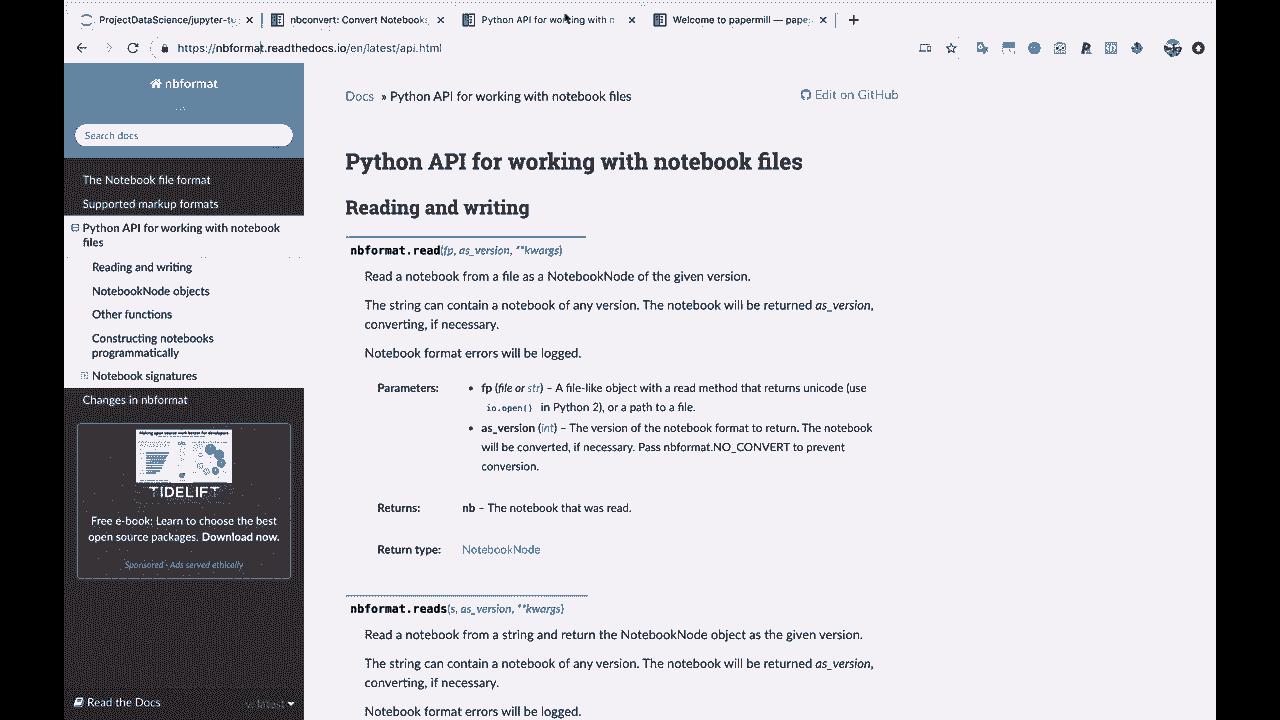 ProjectDataScience/jupyter-tu
nbconvert: Convert Notebooks
Python API for working with n
Welcome to papermill — pape
https://nbformat.readthedocs.io/en/latest/api.html
nbformat
Search docs
The Notebook file format
Supported markup formats
Python API for working with notebook
files
Reading and writing
NotebookNode objects
Other functions
Constructing notebooks
programmatically
Notebook signatures
Changes in nbformat
Making open source work better for developers
TIDELIFT
Free e-book: Learn to choose the best
open source packages. Download now.
Sponsored · Ads served ethically
Read the Docs
v: latest
Docs » Python API for working with notebook files
Edit on GitHub
Python API for working with notebook files
Reading and writing
nbformat.read(fp, as_version, **kwargs)
Read a notebook from a file as a NotebookNode of the given version.
The string can contain a notebook of any version. The notebook will be returned as_version,
converting, if necessary.
Notebook format errors will be logged.
Parameters:
• fp (file or str) – A file-like object with a read method that returns unicode (use
io.open() in Python 2), or a path to a file.
• as_version (int) – The version of the notebook format to return. The notebook
will be converted, if necessary. Pass nbformat.NO_CONVERT to prevent
conversion.
Returns: nb – The notebook that was read.
Return type: NotebookNode
nbformat.reads(s, as_version, **kwargs)
Read a notebook from a string and return the NotebookNode object as the given version.
The string can contain a notebook of any version. The notebook will be returned as_version,
converting, if necessary.
Notebook format errors will be logged.